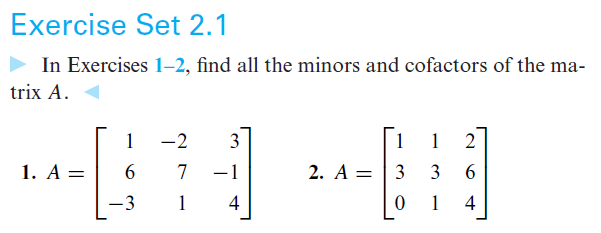 Exercise Set 2.1
In Exercises 1–2, find all the minors and cofactors of the ma-
trix A.
1. A = [1 −2 3
6 7 −1
−3 1 4]
2. A = [1 1 2
3 3 6
0 1 4]